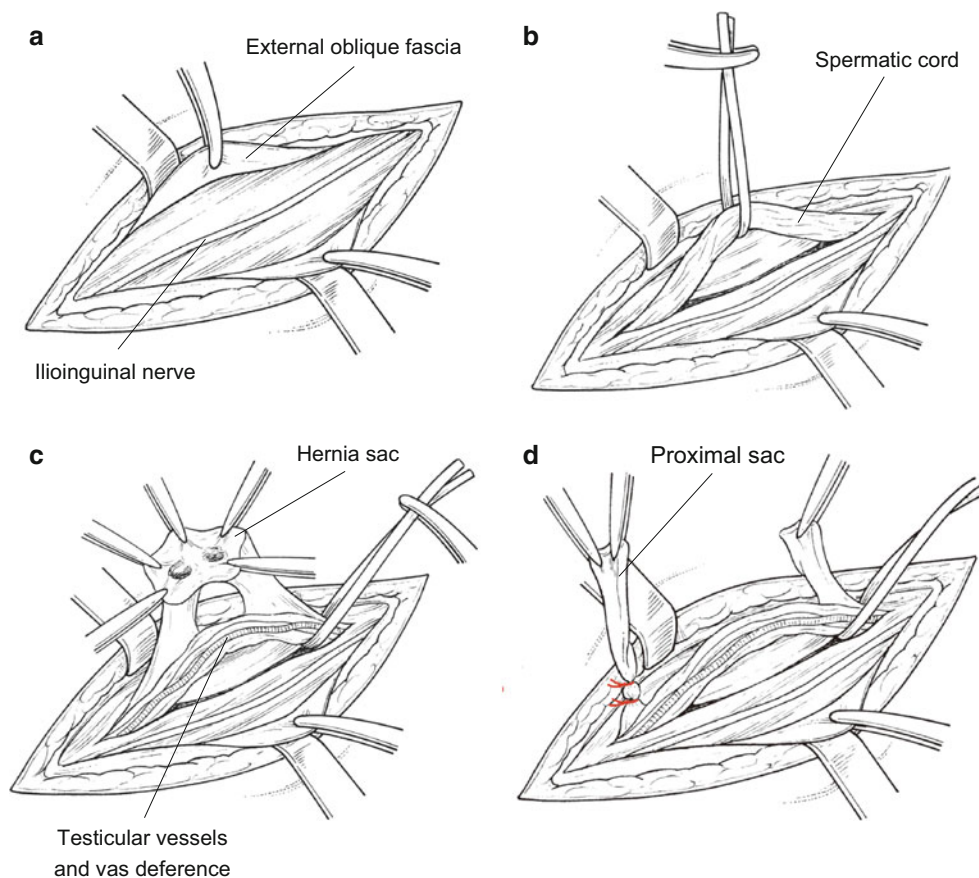 a
External oblique fascia
Ilioinguinal nerve
b
Spermatic cord
c
Hernia sac
Testicular vessels
and vas deference
d
Proximal sac